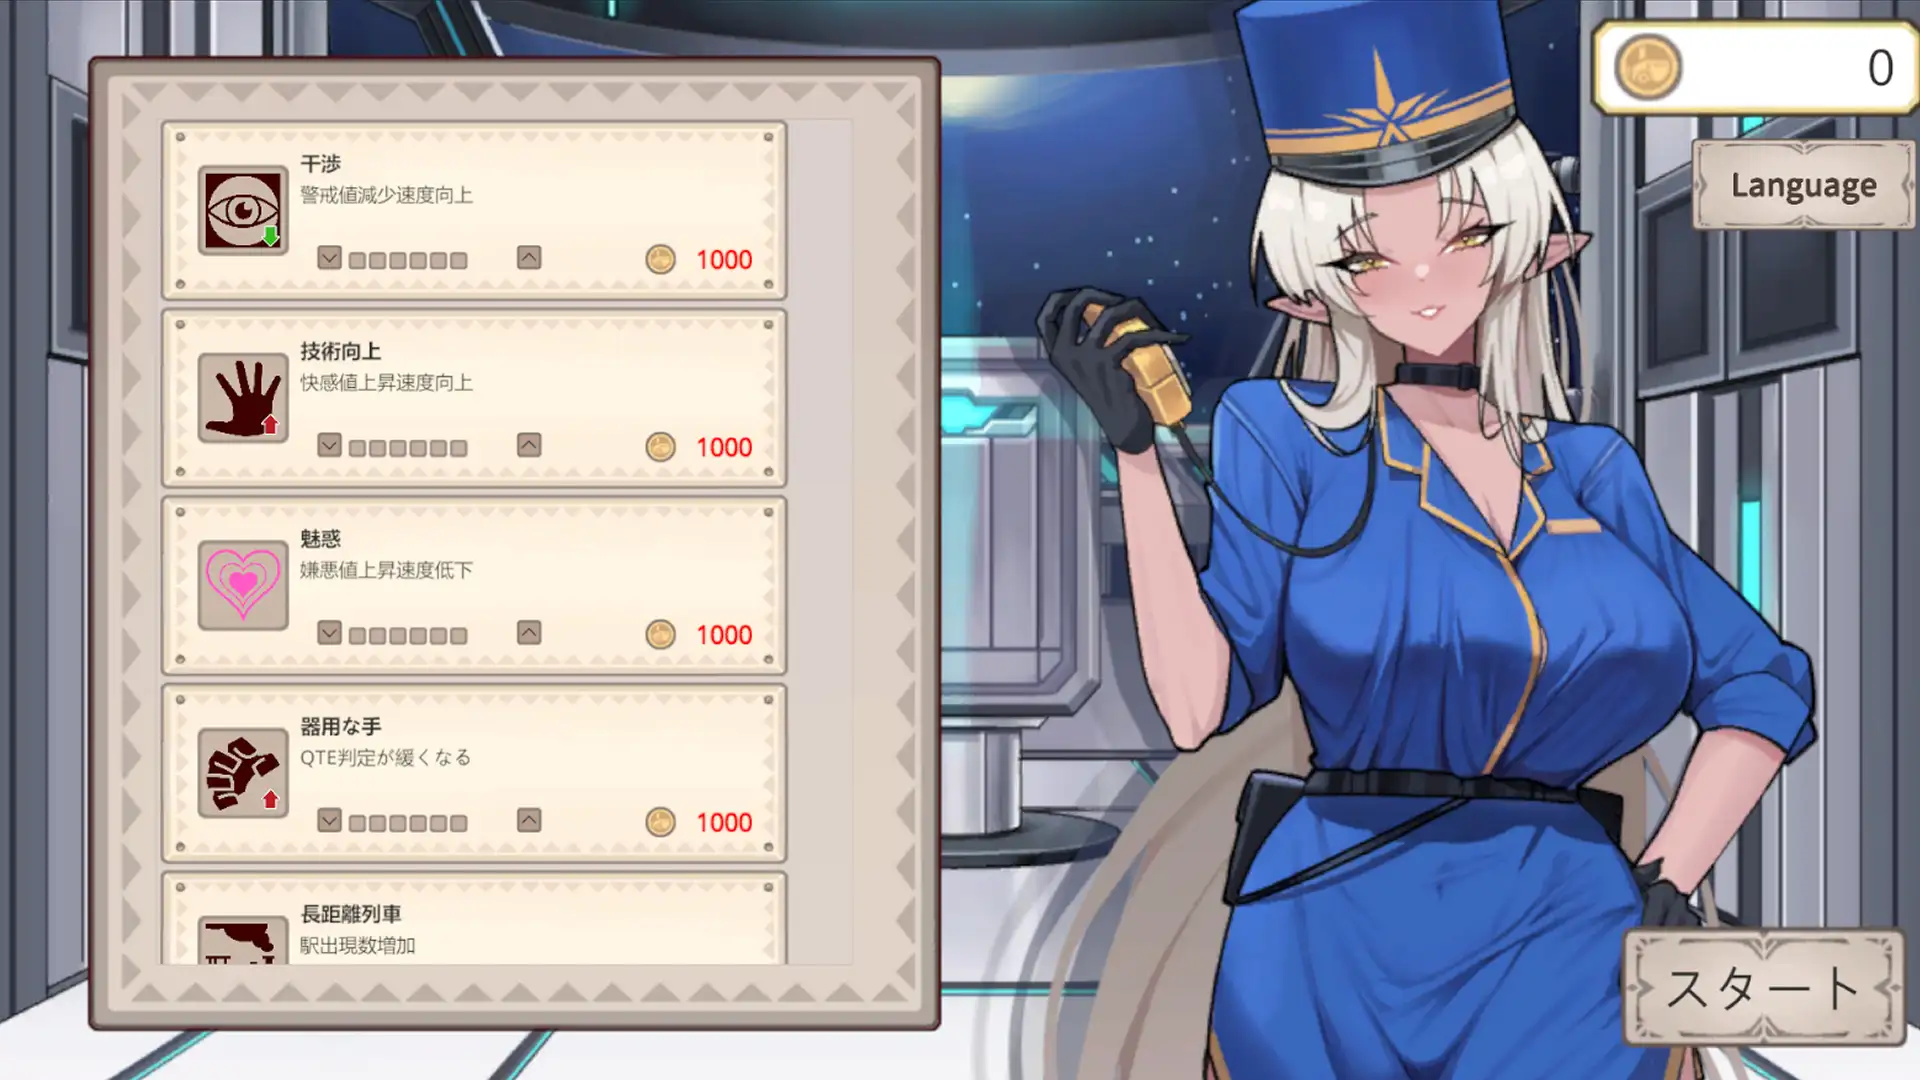 干渉
警戒値減少速度向上
1000
技術向上
快感値上昇速度向上
1000
魅惑
嫌悪値上昇速度低下
1000
器用な手
QTE判定が緩くなる
1000
長距離列車
駅出現数増加
0
Language
スタート